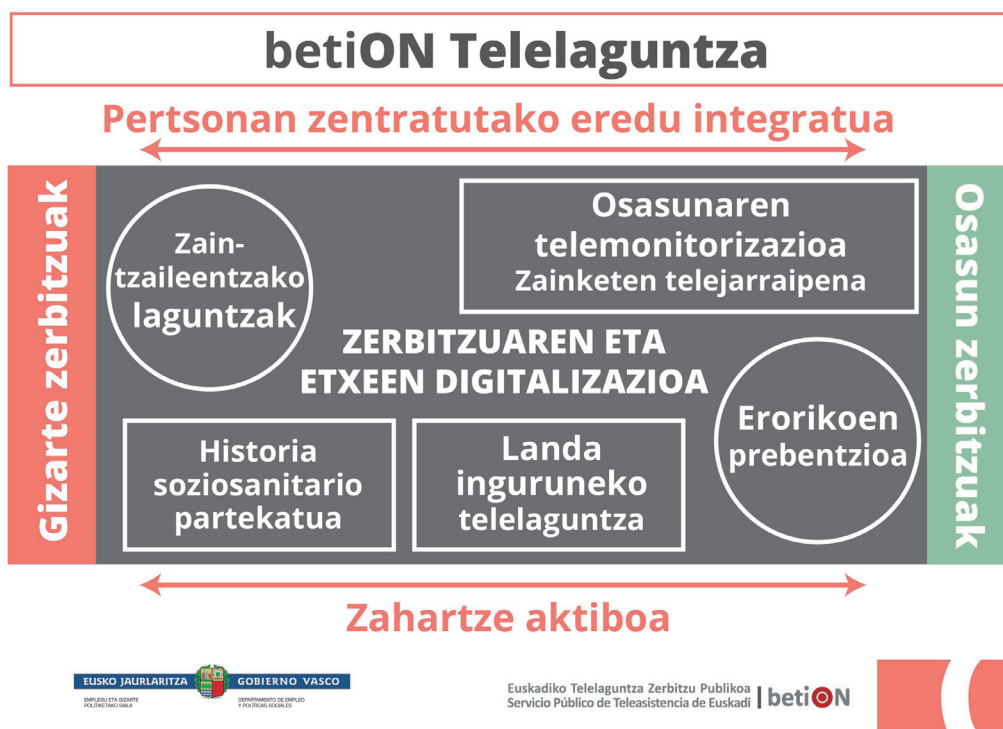 betiON Telelaguntza
Pertsonan zentratutako eredu integratua
Gizarte zerbitzuak
Zain-
tzaileentzako
laguntzak
Osasunaren
telemonitorizazioa
Zainketen telejarraipena
ZERBITZUAREN ETA
ETXEEN DIGITALIZAZIOA
Historia
soziosanitario
partekatua
Landa
inguruneko
telelaguntza
Erorikoen
prebentzioa
Osasun zerbitzuak
Zahartze aktiboa
EUSKO JAURLARITZA GOBIERNO VASCO
ENPLEGU ETA GIZARTE
POLITIKETAKO SAILA
DEPARTAMENTO DE EMPLEO
Y POLÍTICAS SOCIALES
Euskadiko Telelaguntza Zerbitzu Publikoa
Servicio Público de Teleasistencia de Euskadi
betiON